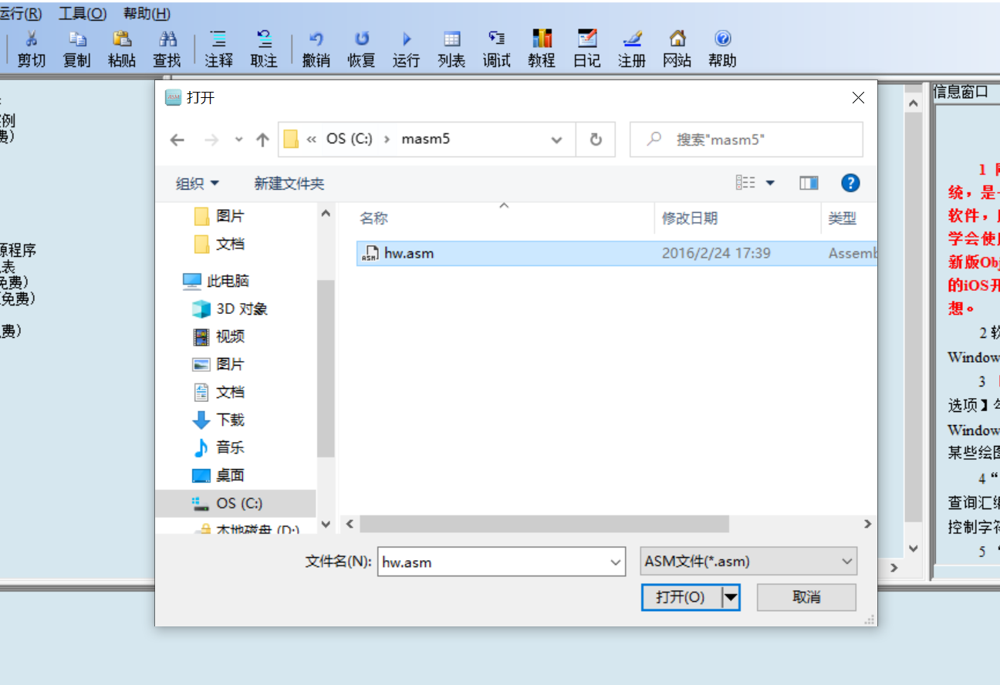 运行(R) 工具(O) 帮助(H)
剪切 复制 粘贴 查找 注释 取注 撤销 恢复 运行 列表 调试 教程 日记 注册 网站 帮助
ASM 打开
信息窗口
例
费)
« OS (C:) › masm5
搜索"masm5"
组织 新建文件夹
名称 修改日期 类型
hw.asm 2016/2/24 17:39 Assemb
图片
文档
此电脑
3D 对象
视频
图片
文档
下载
音乐
桌面
OS (C:)
本地磁盘 (D:)
源程序
表
免费)
(免费)
费)
文件名(N): hw.asm ASM文件(*.asm)
打开(O) 取消
1
统，是
软件，
学会使
新版Obj
的iOS开
想。
2 软
Window
3
选项】
Window
某些绘图
4 “
查询汇编
控制字符
5 “